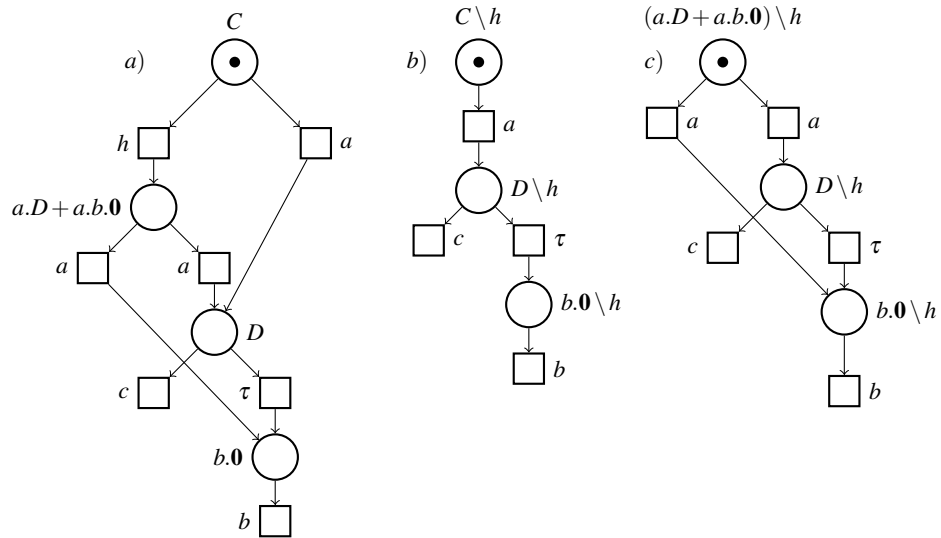 a)
C
h
a
a.D + a.b.0
a
a
D
c
τ
b.0
b
b)
C \ h
a
D \ h
c
τ
b.0 \ h
b
c)
(a.D + a.b.0) \ h
a
a
D \ h
c
τ
b.0 \ h
b